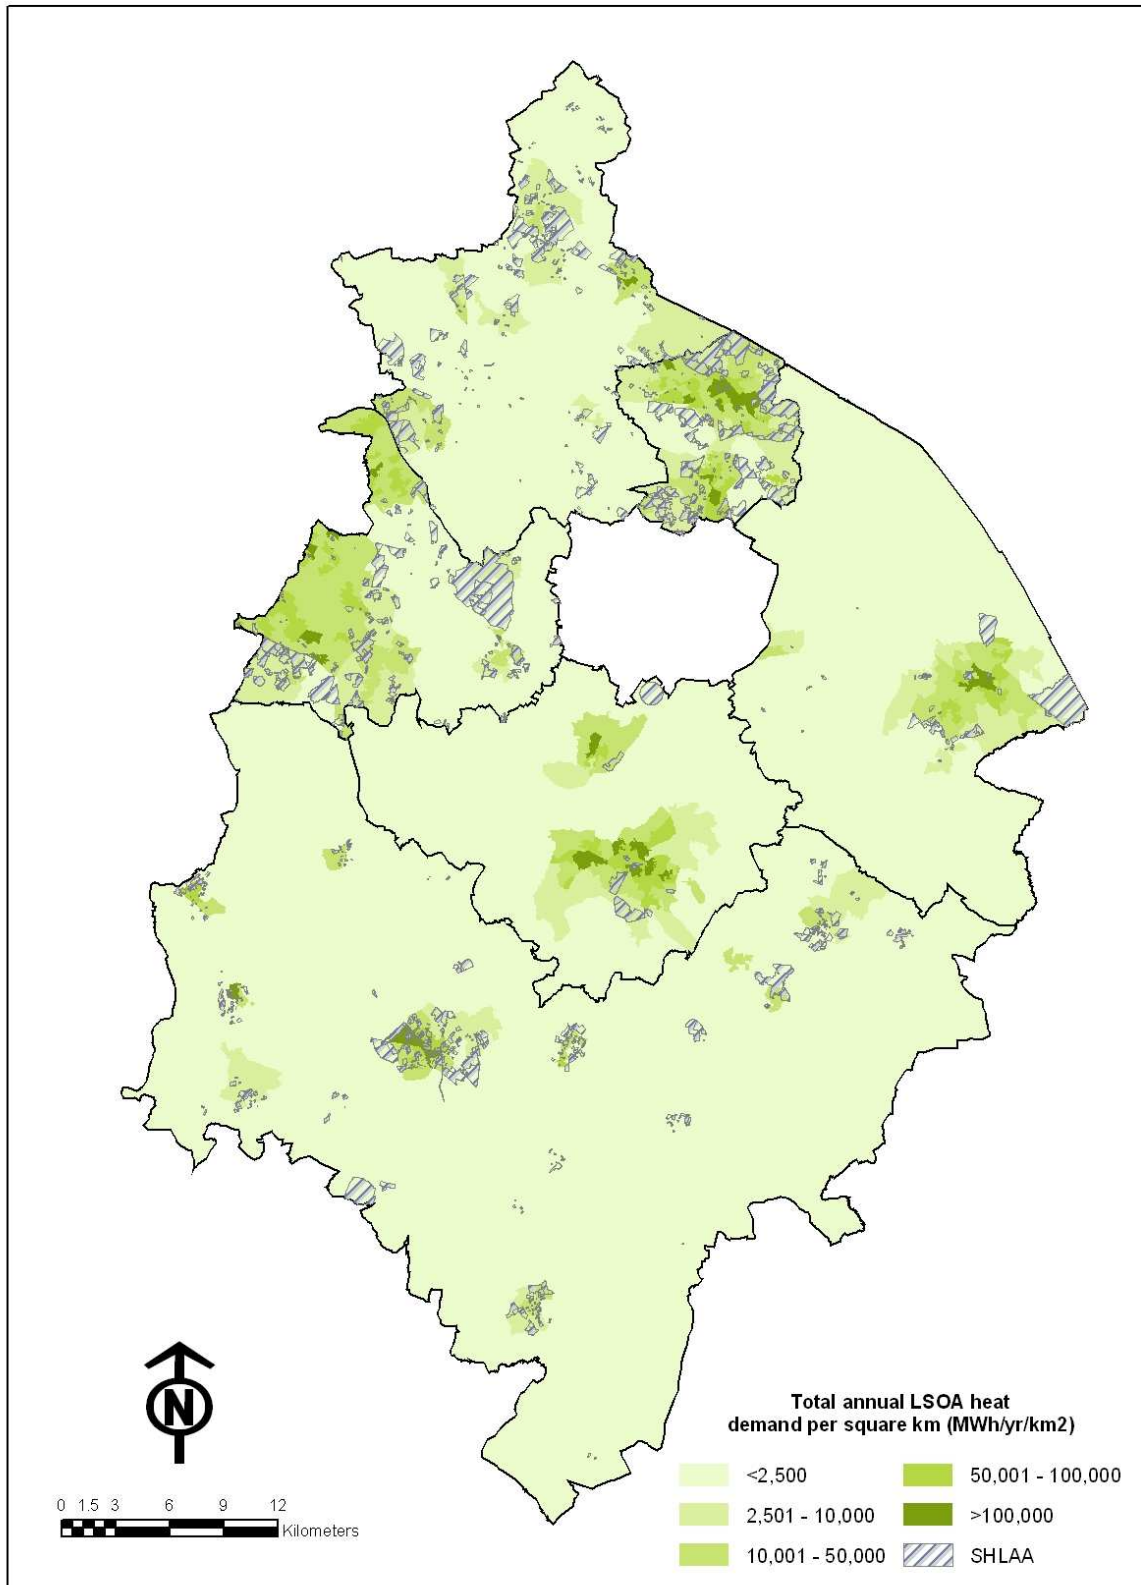 N
0 1.5 3 6 9 12
Kilometers
Total annual LSOA heat
demand per square km (MWh/yr/km2)
<2,500
2,501 - 10,000
10,001 - 50,000
50,001 - 100,000
>100,000
SHLAA